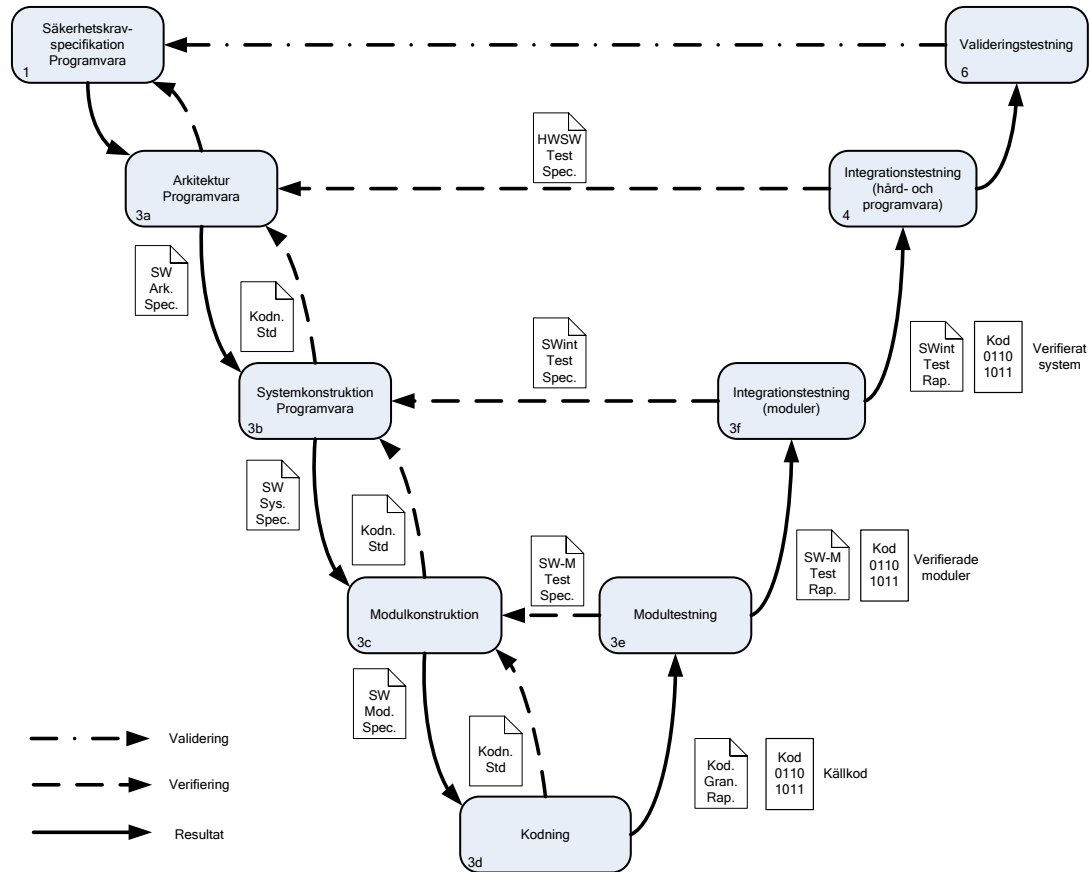 Säkerhetskrav-
specifikation
Programvara
1
Valideringstestning
6
HWSW
Test
Spec.
Arkitektur
Programvara
3a
Integrationstestning
(hård- och
programvara)
4
SW
Ark.
Spec.
Kodn.
Std
SWint
Test
Spec.
SWint
Test
Rap.
Kod
0110
1011
Verifierat
system
Systemkonstruktion
Programvara
3b
Integrationstestning
(moduler)
3f
SW
Sys.
Spec.
Kodn.
Std
SW-M
Test
Spec.
SW-M
Test
Rap.
Kod
0110
1011
Verifierade
moduler
Modulkonstruktion
3c
Modultestning
3e
SW
Mod.
Spec.
Kodn.
Std
Kod.
Gran.
Rap.
Kod
0110
1011
Källkod
Validering
Verifiering
Resultat
Kodning
3d